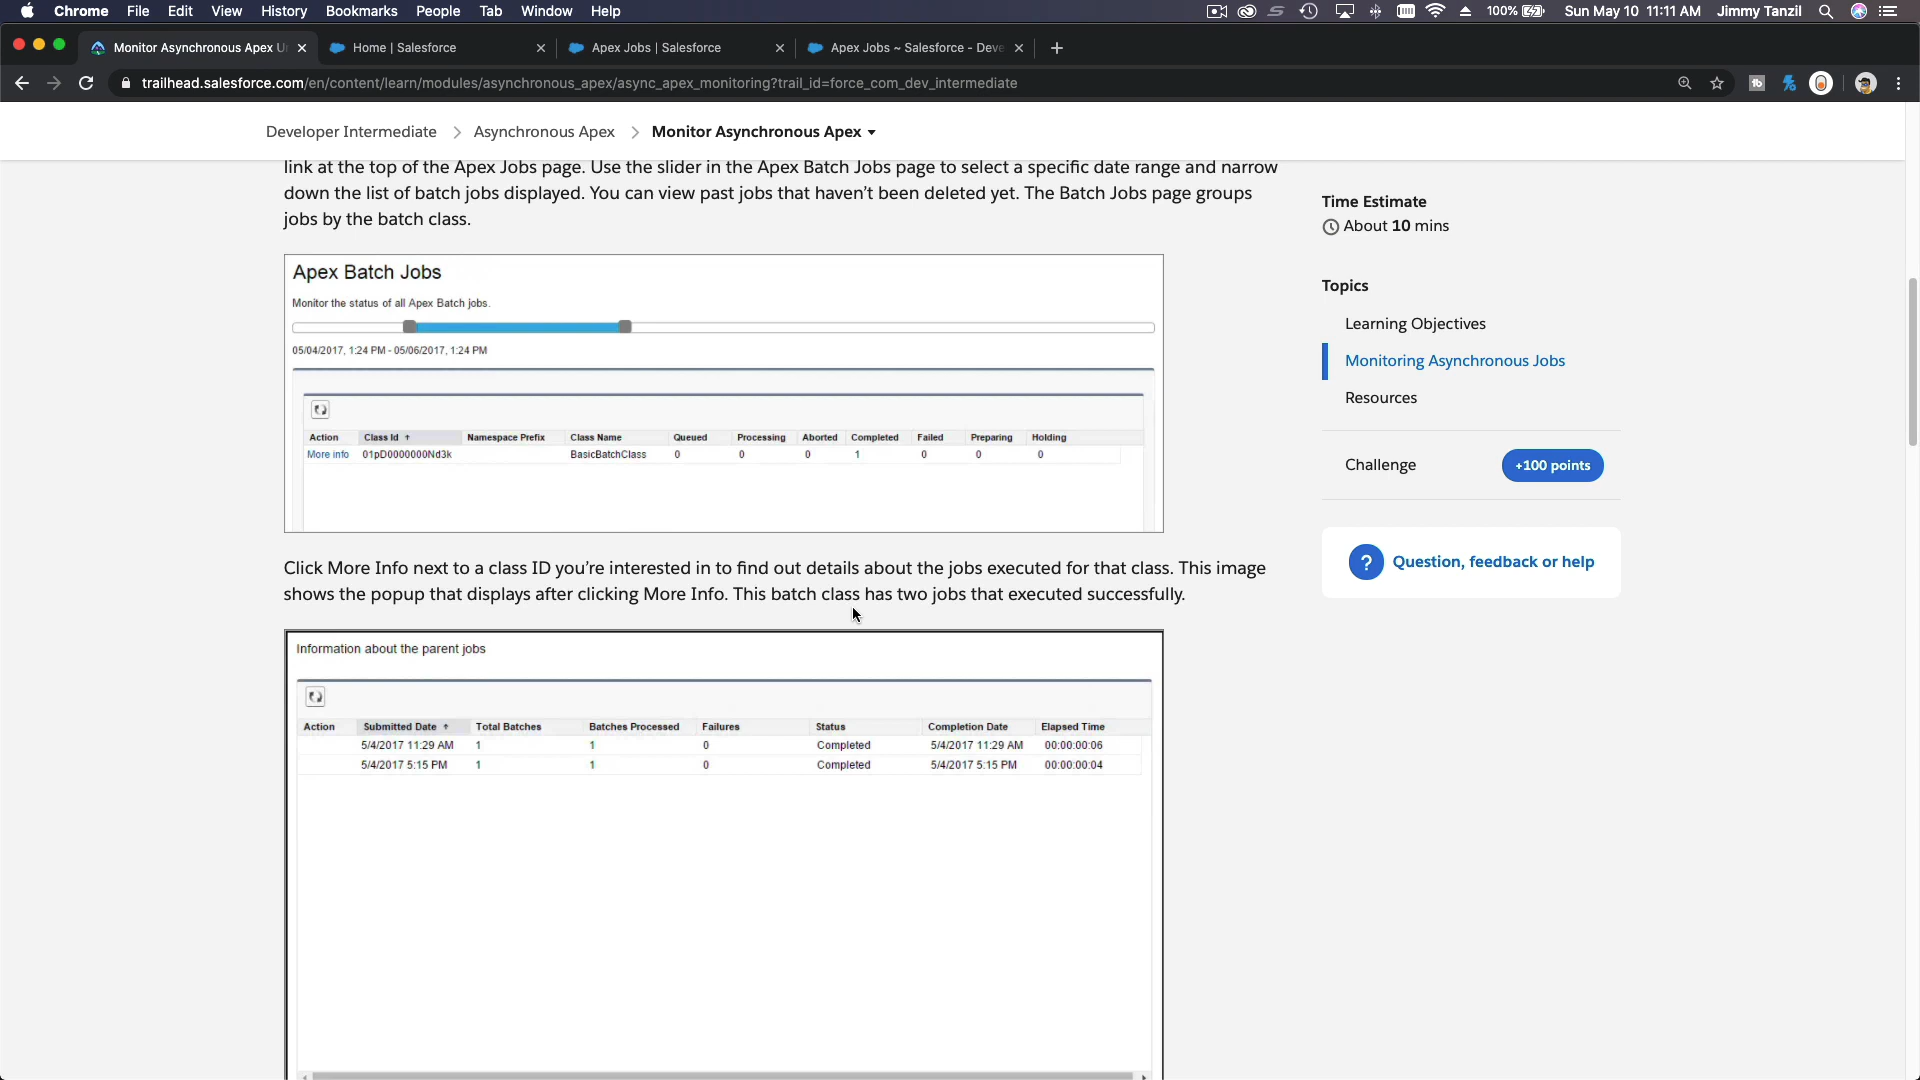 Chrome File Edit View History Bookmarks People Tab Window Help 100% Sun May 10 11:11 AM Jimmy Tanzil
Monitor Asynchronous Apex U Home | Salesforce Apex Jobs | Salesforce Apex Jobs ~ Salesforce - Deve
trailhead.salesforce.com/en/content/learn/modules/asynchronous_apex/async_apex_monitoring?trail_id=force_com_dev_intermediate
Developer Intermediate Asynchronous Apex Monitor Asynchronous Apex
link at the top of the Apex Jobs page. Use the slider in the Apex Batch Jobs page to select a specific date range and narrow
down the list of batch jobs displayed. You can view past jobs that haven’t been deleted yet. The Batch Jobs page groups
jobs by the batch class.
Apex Batch Jobs
Monitor the status of all Apex Batch jobs.
05/04/2017, 1:24 PM - 05/06/2017, 1:24 PM
Action Class Id ↑ Namespace Prefix Class Name Queued Processing Aborted Completed Failed Preparing Holding
More info 01pD0000000Nd3k BasicBatchClass 0 0 0 1 0 0 0
Click More Info next to a class ID you’re interested in to find out details about the jobs executed for that class. This image
shows the popup that displays after clicking More Info. This batch class has two jobs that executed successfully.
Information about the parent jobs
Action Submitted Date ↑ Total Batches Batches Processed Failures Status Completion Date Elapsed Time
5/4/2017 11:29 AM 1 1 0 Completed 5/4/2017 11:29 AM 00:00:00:06
5/4/2017 5:15 PM 1 1 0 Completed 5/4/2017 5:15 PM 00:00:00:04
Time Estimate
About 10 mins
Topics
Learning Objectives
Monitoring Asynchronous Jobs
Resources
Challenge +100 points
? Question, feedback or help